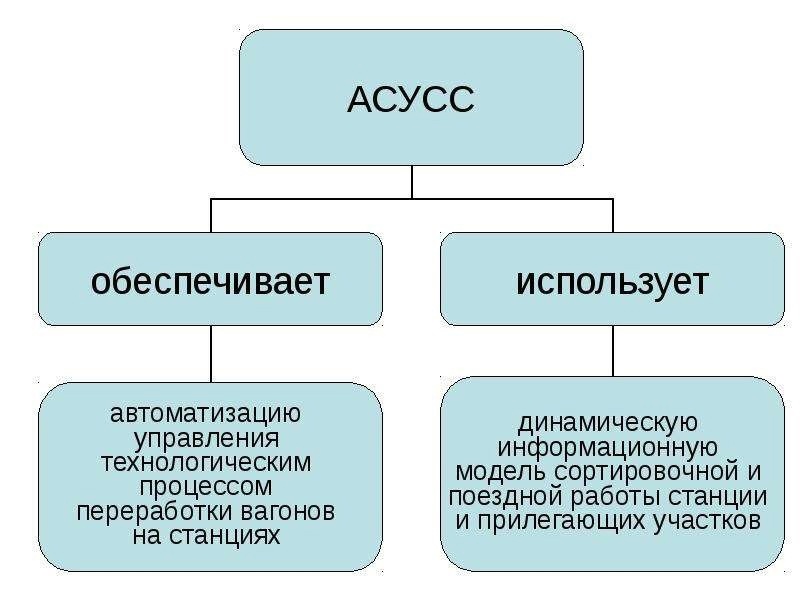 АСУСС
обеспечивает
использует
автоматизацию
управления
технологическим
процессом
переработки вагонов
на станциях
динамическую
информационную
модель сортировочной и
поездной работы станции
и прилегающих участков